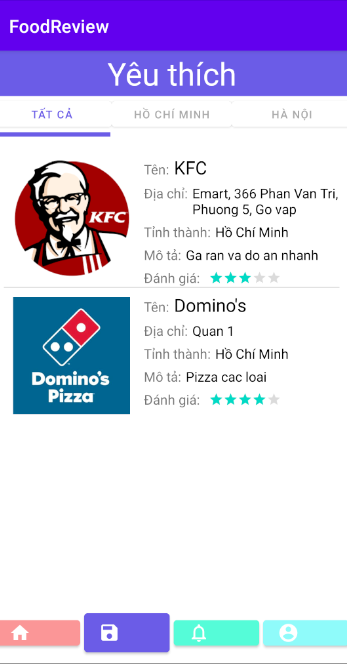 FoodReview
Yêu thích
TẤT CẢ
HỒ CHÍ MINH
HÀ NỘI
KFC
Tên: KFC
Địa chỉ: Emart, 366 Phan Van Tri,
Phuong 5, Go vap
Tỉnh thành: Hồ Chí Minh
Mô tả: Ga ran va do an nhanh
Đánh giá:
Domino's
Pizza
Tên: Domino's
Địa chỉ: Quan 1
Tỉnh thành: Hồ Chí Minh
Mô tả: Pizza cac loai
Đánh giá: